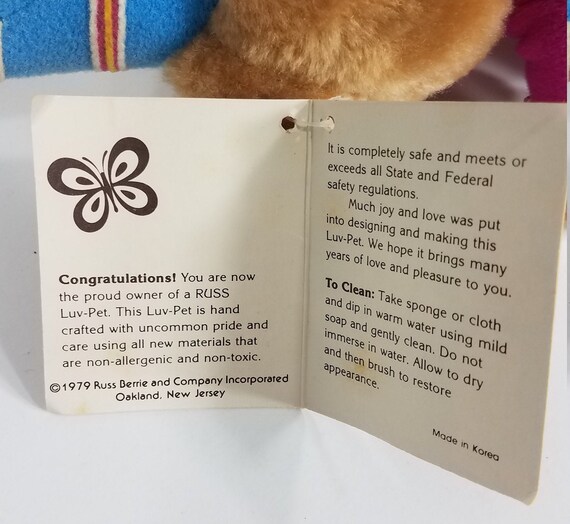 Congratulations! You are now
the proud owner of a RUSS
Luv-Pet. This Luv-Pet is hand
crafted with uncommon pride and
care using all new materials that
are non-allergenic and non-toxic.
©1979 Russ Berrie and Company Incorporated
Oakland, New Jersey
It is completely safe and meets or
exceeds all State and Federal
safety regulations.
Much joy and love was put
into designing and making this
Luv-Pet. We hope it brings many
years of love and pleasure to you.
To Clean: Take sponge or cloth
and dip in warm water using mild
soap and gently clean. Do not
immerse in water. Allow to dry
and then brush to restore
appearance.
Made in Korea